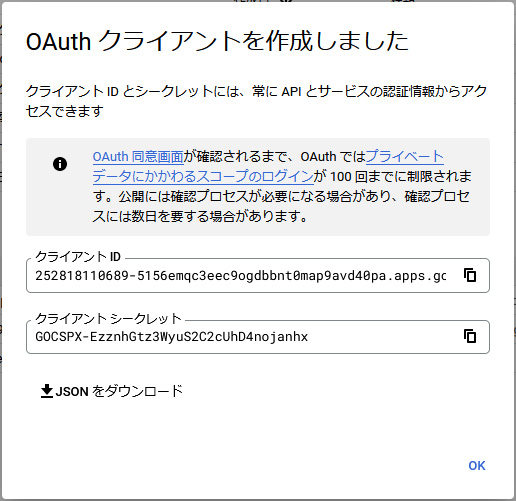 OAuth クライアントを作成しました
クライアント ID とシークレットには、常に API とサービスの認証情報からアク
セスできます
OAuth 同意画面が確認されるまで、OAuth ではプライベート
データにかかわるスコープのログインが 100 回までに制限されま
す。公開には確認プロセスが必要になる場合があり、確認プロセ
スには数日を要する場合があります。
クライアント ID
252818110689-5156emqc3eec9ogdbbnt0map9avd40pa.apps.gc
クライアント シークレット
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
JSON をダウンロード
OK